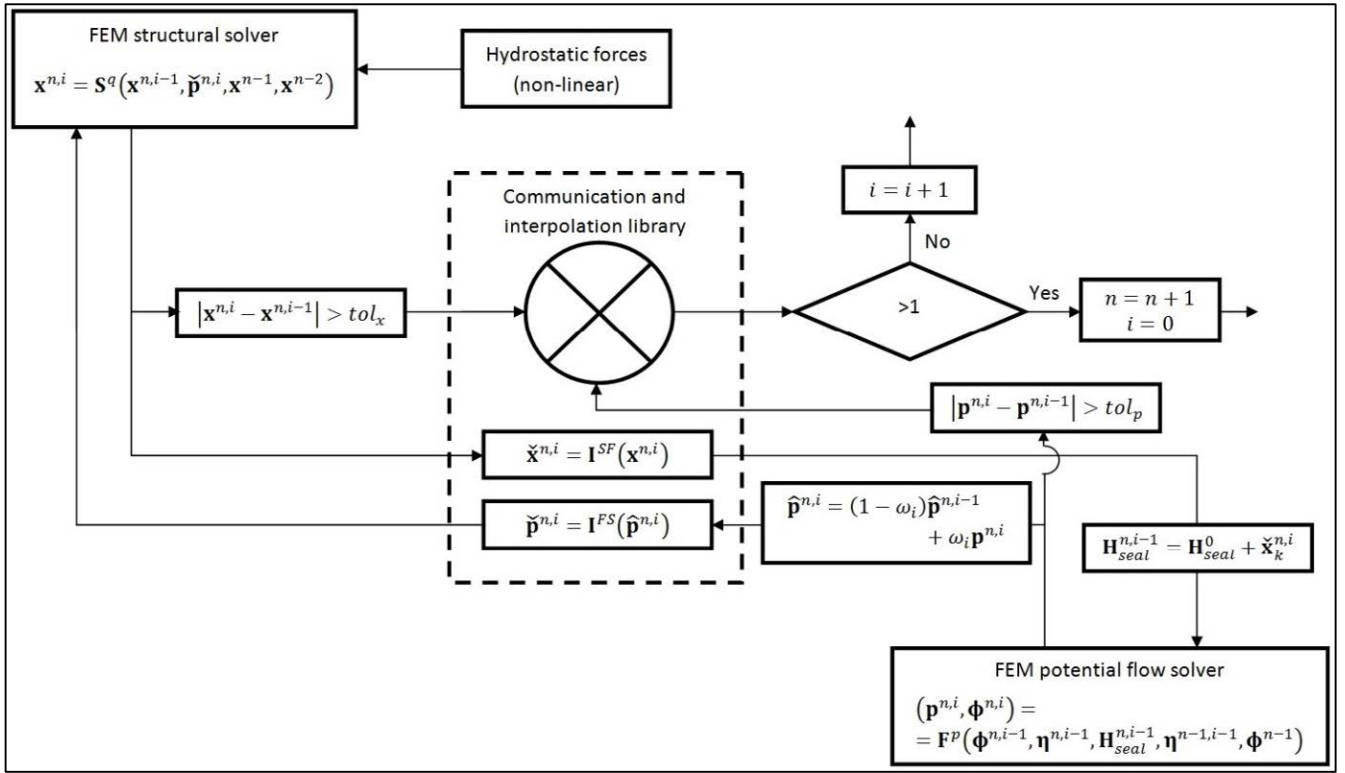 FEM structural solver
𝐱ⁿ,ⁱ = 𝐒^q(𝐱^{n,i−1}, p̌^{n,i}, 𝐱^{n−1}, 𝐱^{n−2})
Hydrostatic forces
(non-linear)
i = i + 1
No
Communication and
interpolation library
|𝐱^{n,i} − 𝐱^{n,i−1}| > tol_x
>1
Yes
n = n + 1
i = 0
|𝐩^{n,i} − 𝐩^{n,i−1}| > tol_p
x̌^{n,i} = 𝐈^{SF}(𝐱^{n,i})
p̌^{n,i} = 𝐈^{FS}(p̂^{n,i})
p̂^{n,i} = (1 − ω_i)p̂^{n,i−1}
+ ω_i𝐩^{n,i}
𝐇_{seal}^{n,i−1} = 𝐇_{seal}^{0} + x̌_k^{n,i}
FEM potential flow solver
(𝐩^{n,i}, ϕ^{n,i}) =
= 𝐅^p(ϕ^{n,i−1}, η^{n,i−1}, 𝐇_{seal}^{n,i−1}, η^{n−1,i−1}, ϕ^{n−1})